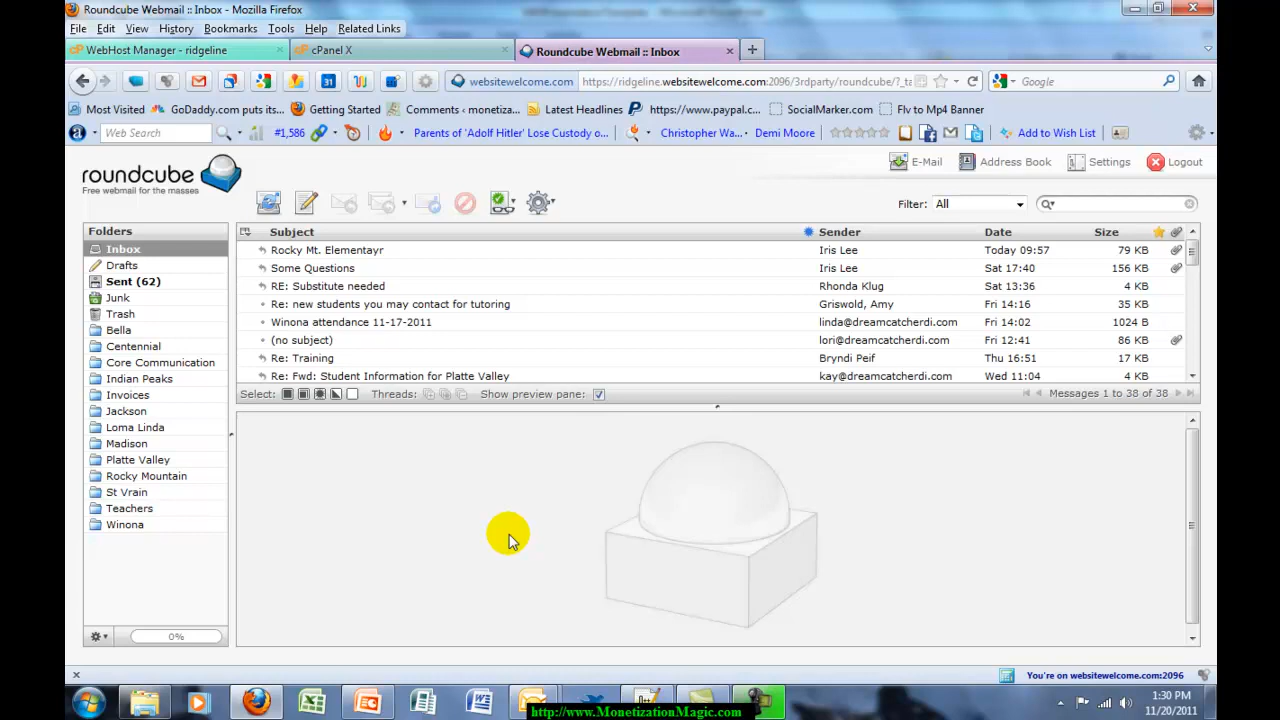 Roundcube Webmail :: Inbox - Mozilla Firefox
File Edit View History Bookmarks Tools Help Related Links
WebHost Manager - ridgeline cPanel X Roundcube Webmail :: Inbox
websitewelcome.com https://ridgeline.websitewelcome.com:2096/3rdparty/roundcube/?_ta Google
Most Visited GoDaddy.com puts its... Getting Started Comments ‹ monetiza... Latest Headlines https://www.paypal.c... SocialMarker.com Flv to Mp4 Banner
Web Search #1,586 Parents of 'Adolf Hitler' Lose Custody o... Christopher Wa... Demi Moore Add to Wish List
roundcube
Free webmail for the masses
E-Mail Address Book Settings Logout
Filter: All
Folders
Inbox
Drafts
Sent (62)
Junk
Trash
Bella
Centennial
Core Communication
Indian Peaks
Invoices
Jackson
Loma Linda
Madison
Platte Valley
Rocky Mountain
St Vrain
Teachers
Winona
0%
Subject Sender Date Size
Rocky Mt. Elementayr Iris Lee Today 09:57 79 KB
Some Questions Iris Lee Sat 17:40 156 KB
RE: Substitute needed Rhonda Klug Sat 13:36 4 KB
Re: new students you may contact for tutoring Griswold, Amy Fri 14:16 35 KB
Winona attendance 11-17-2011 linda@dreamcatcherdi.com Fri 14:02 1024 B
(no subject) lori@dreamcatcherdi.com Fri 12:41 86 KB
Re: Training Bryndi Peif Thu 16:51 17 KB
Re: Fwd: Student Information for Platte Valley kay@dreamcatcherdi.com Wed 11:04 4 KB
Select: Threads: Show preview pane: Messages 1 to 38 of 38
You're on websitewelcome.com:2096
1:30 PM
11/20/2011
http://www.MonetizationMagic.com